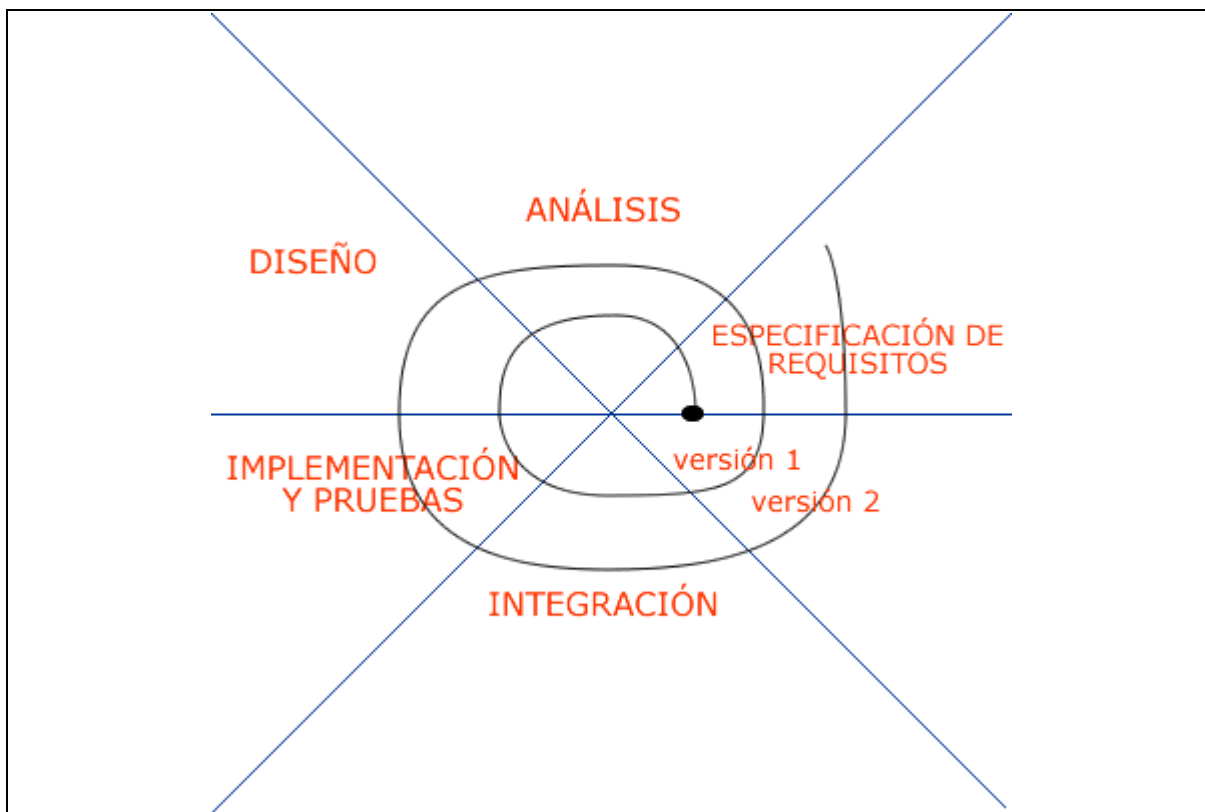 ANÁLISIS
DISEÑO
ESPECIFICACIÓN DE
REQUISITOS
IMPLEMENTACIÓN
Y PRUEBAS
versión 1
versión 2
INTEGRACIÓN